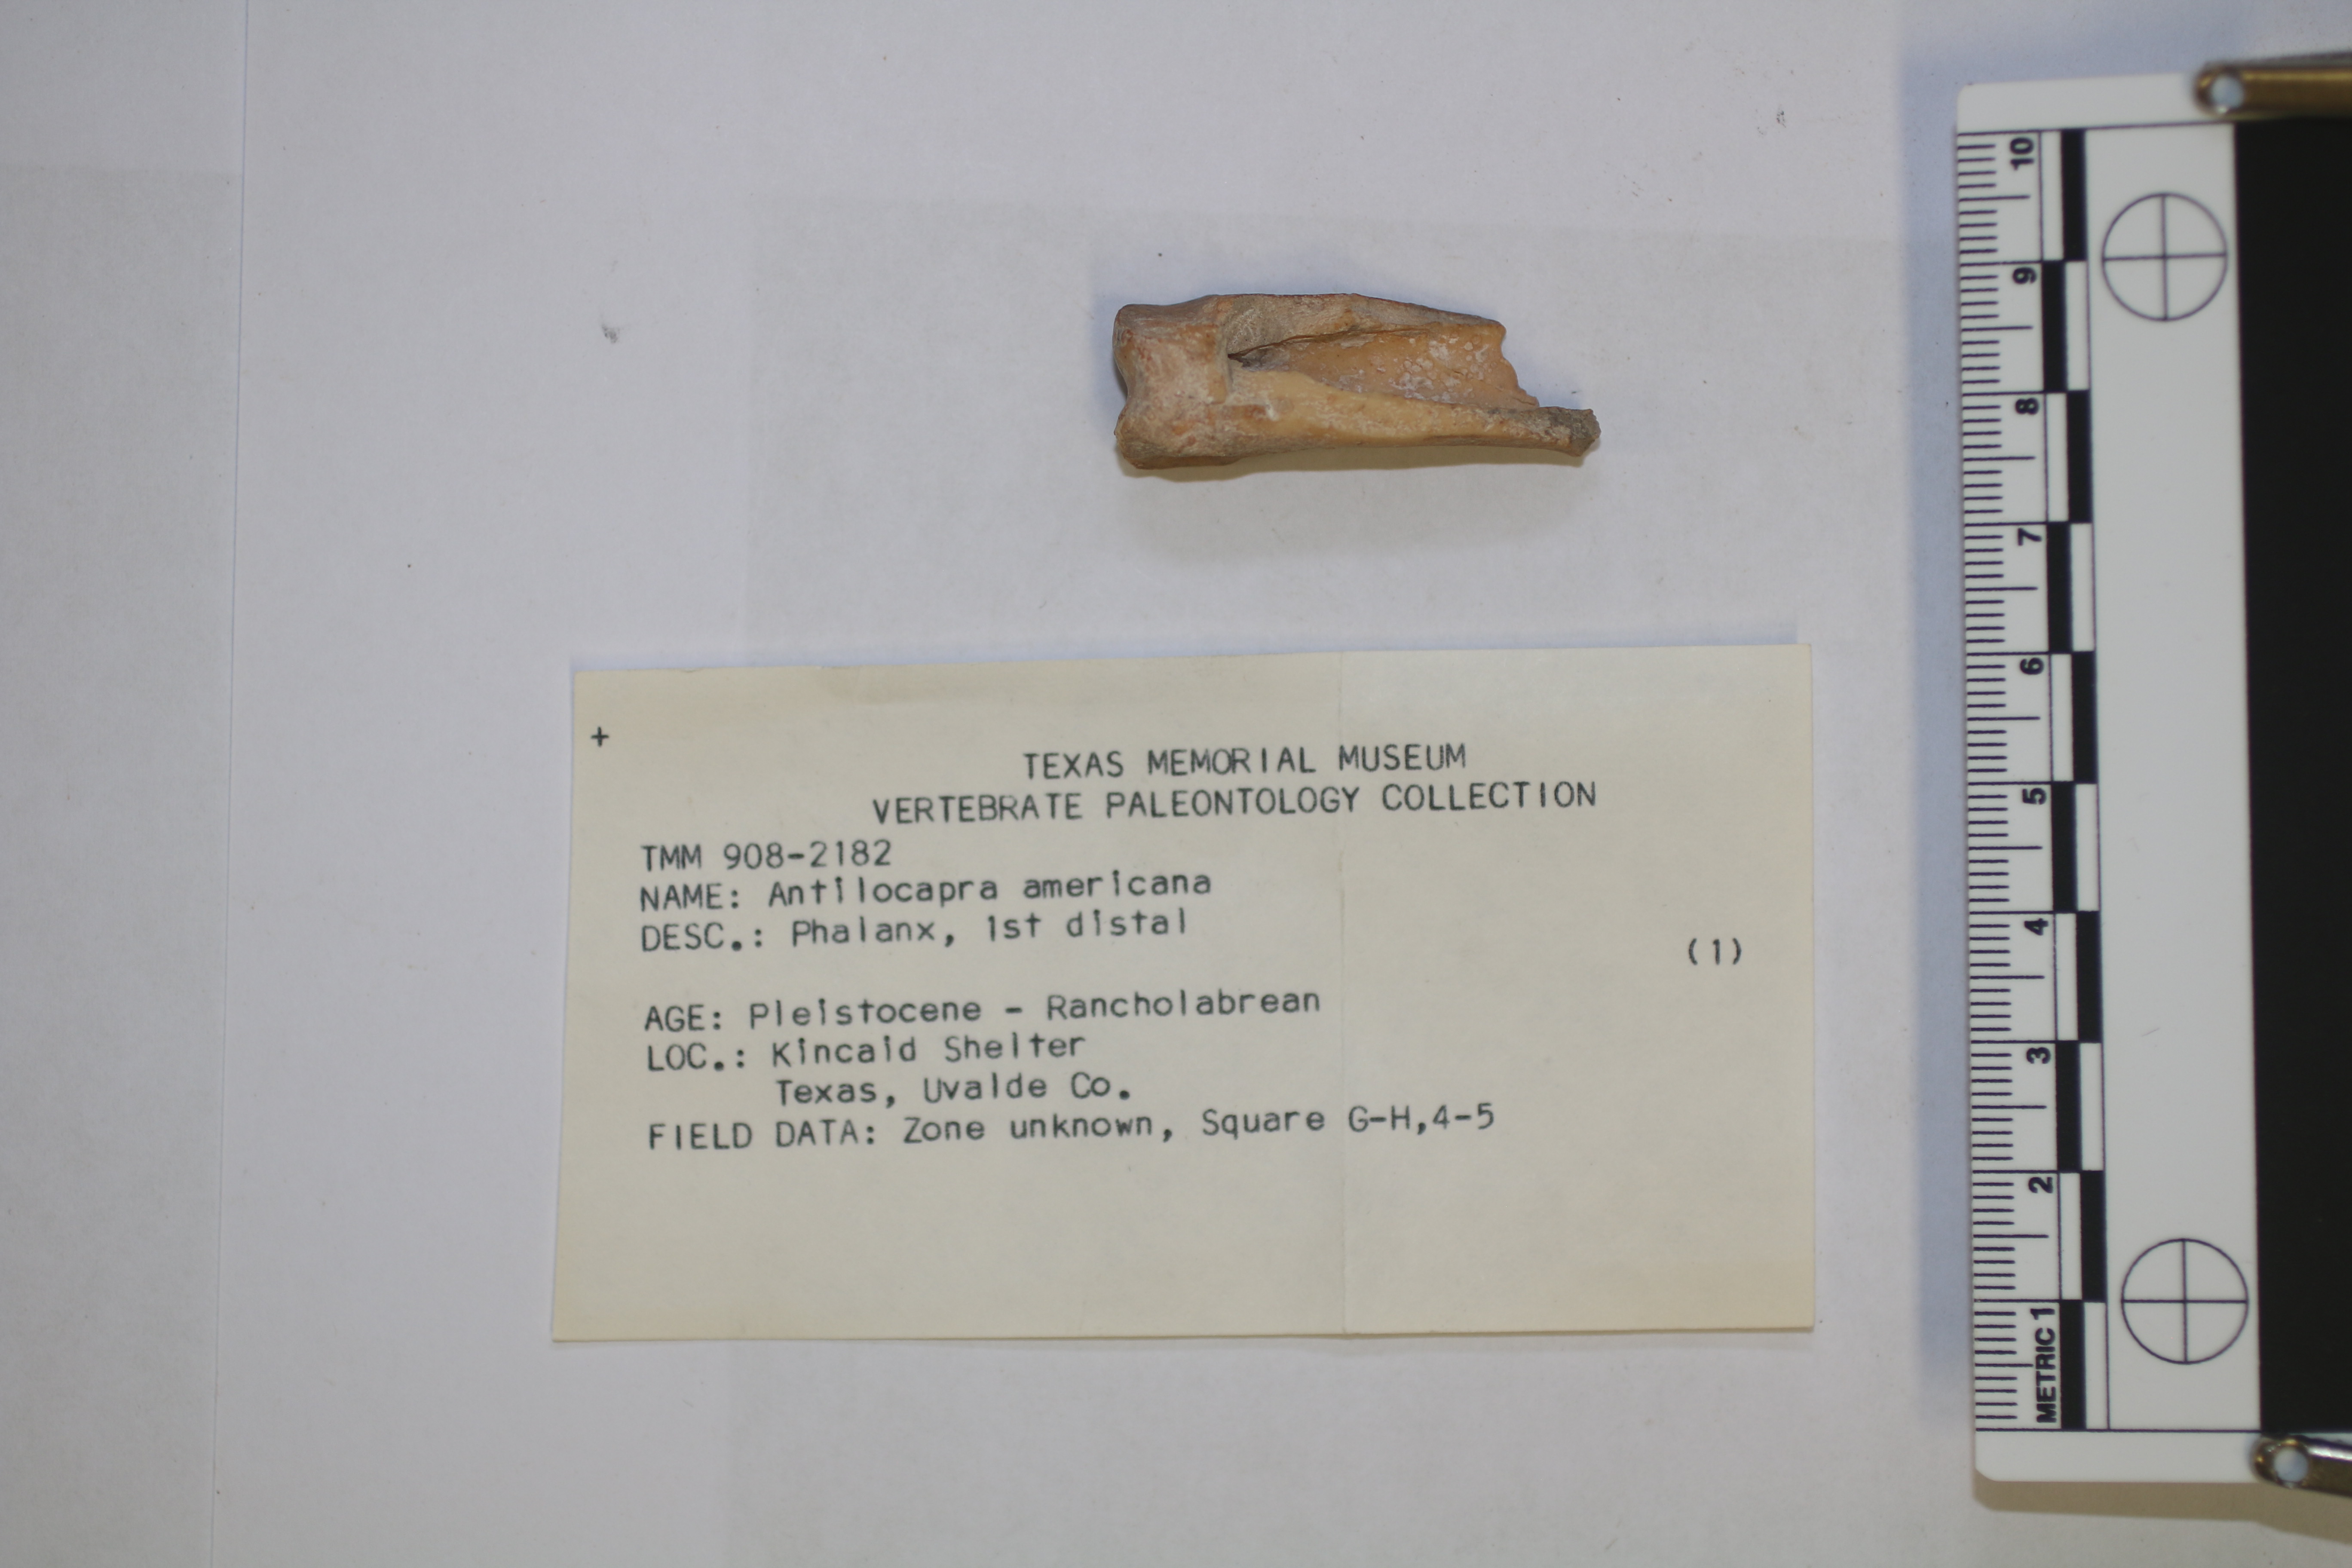 +
TEXAS MEMORIAL MUSEUM
VERTEBRATE PALEONTOLOGY COLLECTION
TMM 908-2182
NAME: Antilocapra americana
DESC.: Phalanx, 1st distal
(1)
AGE: Pleistocene - Rancholabrean
LOC.: Kincaid Shelter
Texas, Uvalde Co.
FIELD DATA: Zone unknown, Square G-H,4-5
10
9
8
7
6
5
4
3
2
METRIC 1